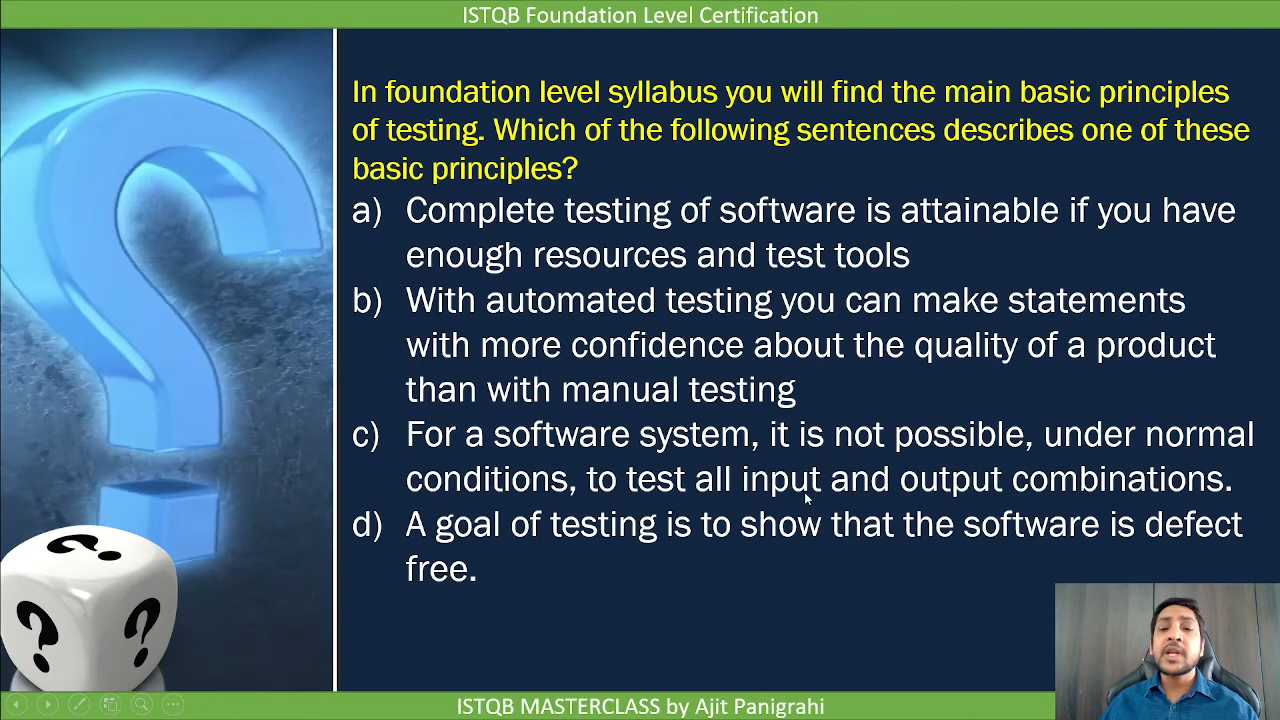 ISTQB Foundation Level Certification
In foundation level syllabus you will find the main basic principles
of testing. Which of the following sentences describes one of these
basic principles?
a) Complete testing of software is attainable if you have
enough resources and test tools
b) With automated testing you can make statements
with more confidence about the quality of a product
than with manual testing
c) For a software system, it is not possible, under normal
conditions, to test all input and output combinations.
d) A goal of testing is to show that the software is defect
free.
ISTQB MASTERCLASS by Ajit Panigrahi